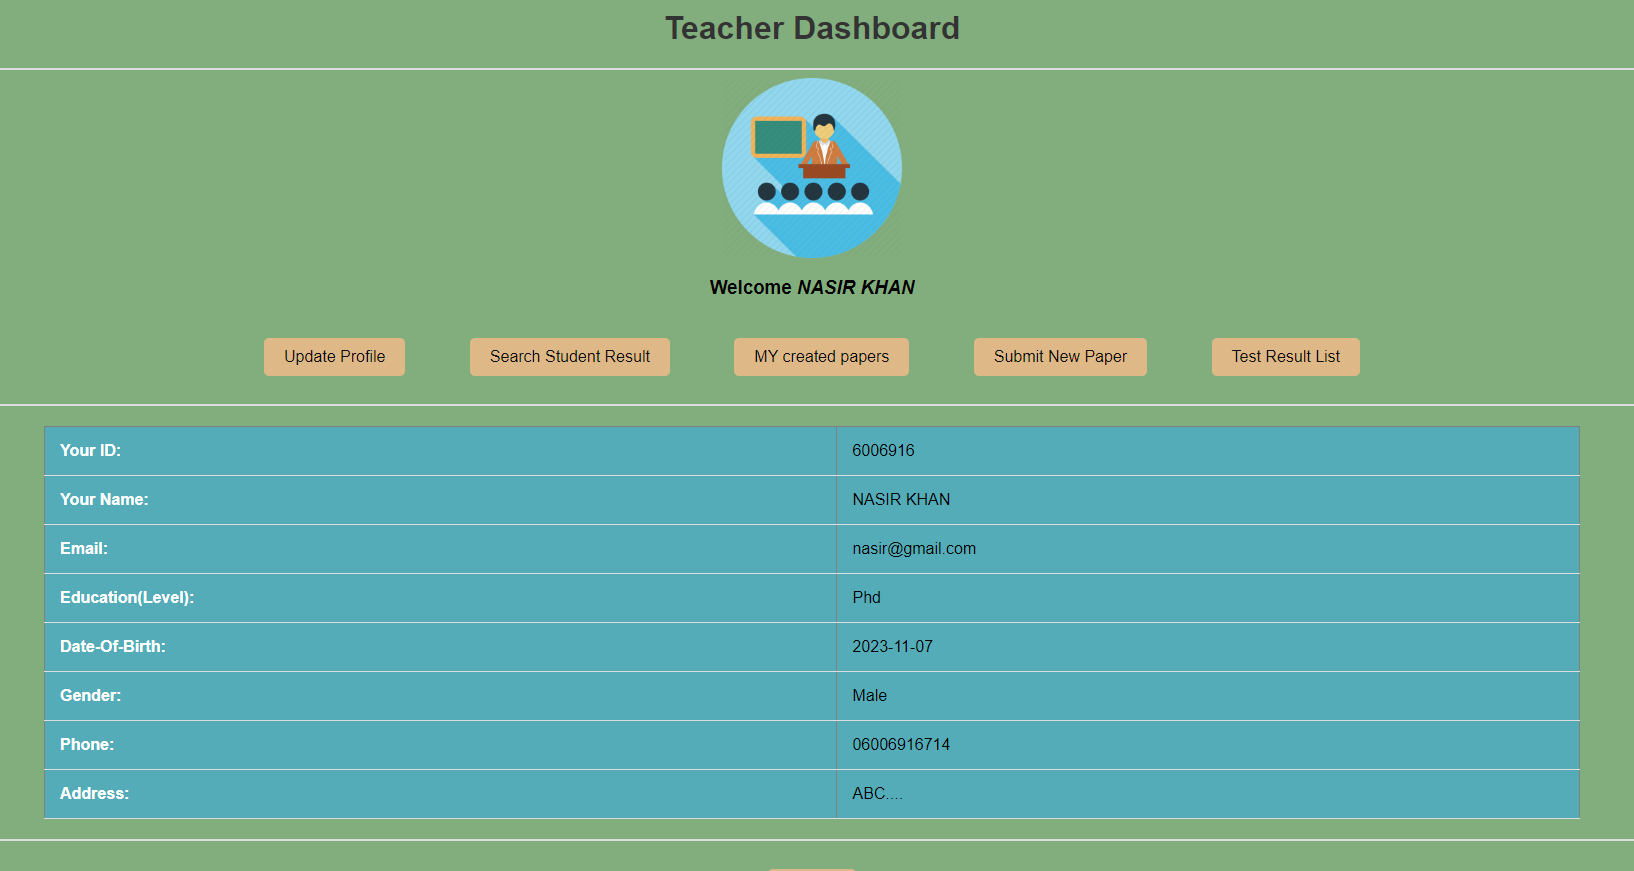 Teacher Dashboard
Welcome NASIR KHAN
Update Profile Search Student Result MY created papers Submit New Paper Test Result List
Your ID: 6006916
Your Name: NASIR KHAN
Email: nasir@gmail.com
Education(Level): Phd
Date-Of-Birth: 2023-11-07
Gender: Male
Phone: 06006916714
Address: ABC....